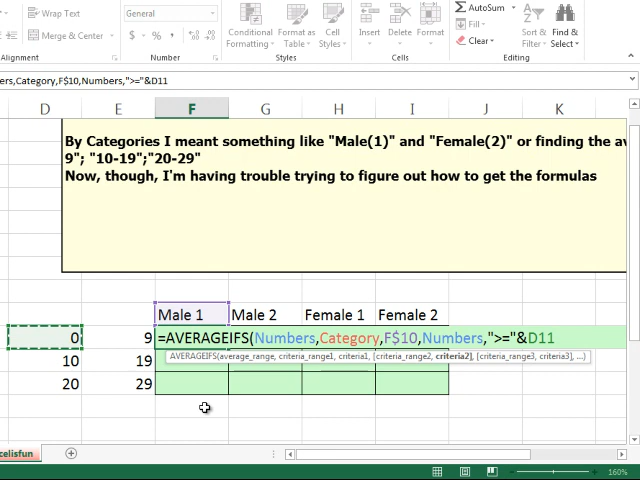 Wrap Text General AutoSum
Merge & Center $ % , Conditional Formatting Format as Table Cell Styles Insert Delete Format Fill Clear Sort & Filter Find & Select
Alignment Number Styles Cells Editing
ers,Category,F$10,Numbers,">="&D11
D E F G H I J K
By Categories I meant something like "Male(1)" and "Female(2)" or finding the av
9"; "10-19";"20-29"
Now, though, I'm having trouble trying to figure out how to get the formulas
Male 1 Male 2 Female 1 Female 2
0 9 =AVERAGEIFS(Numbers,Category,F$10,Numbers,">="&D11
AVERAGEIFS(average_range, criteria_range1, criteria1, [criteria_range2, criteria2], [criteria_range3, criteria3], ...)
10 19
20 29
celisfun
160%